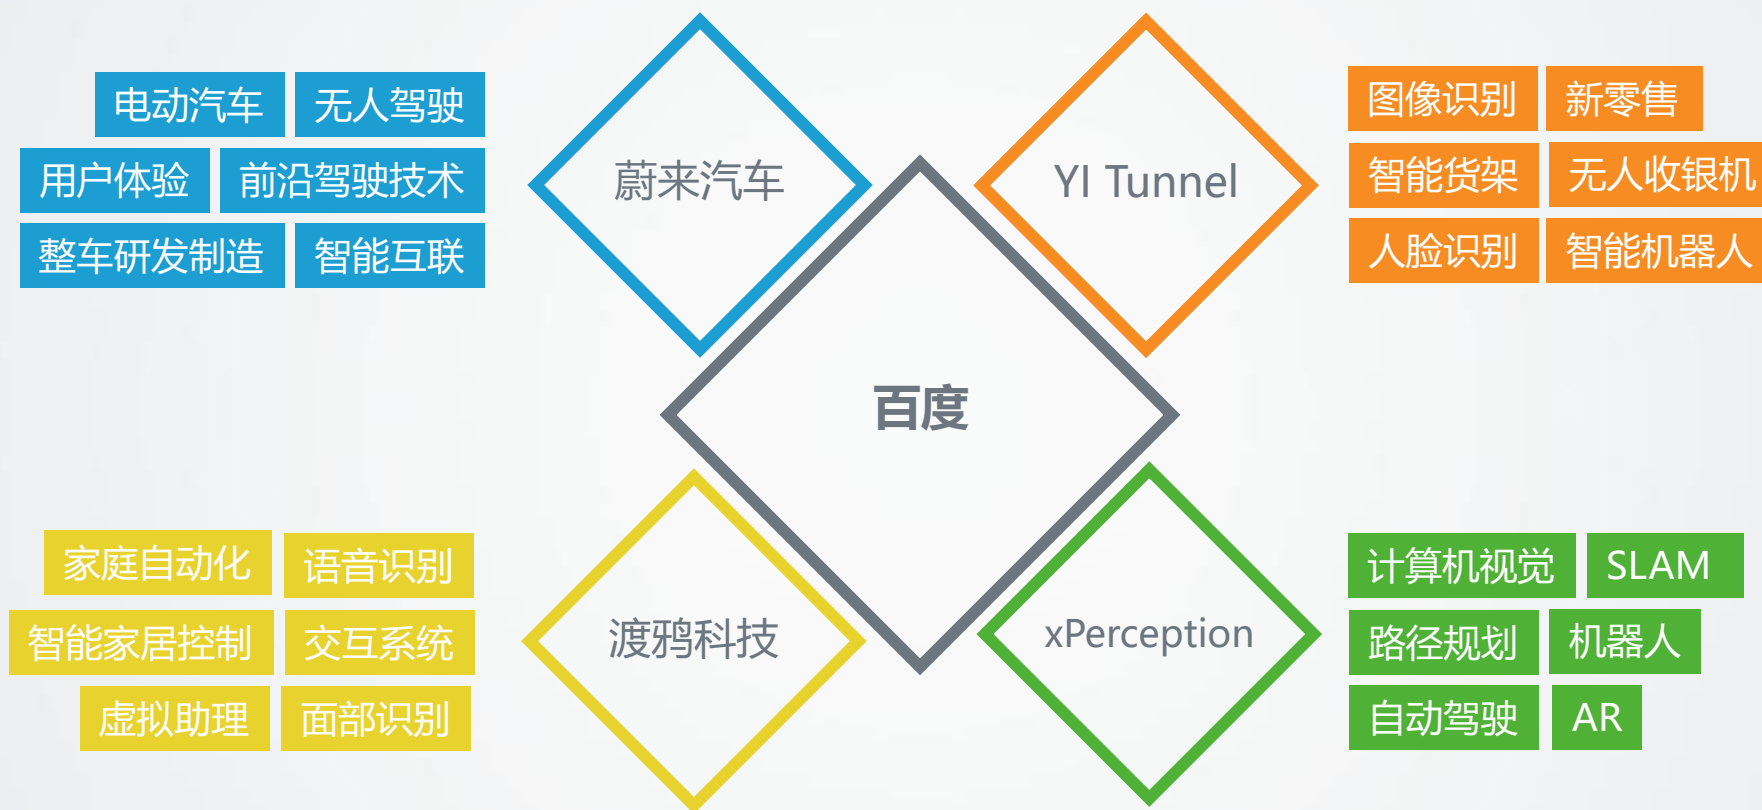 电动汽车 无人驾驶
用户体验 前沿驾驶技术
整车研发制造 智能互联
蔚来汽车
YI Tunnel
图像识别 新零售
智能货架 无人收银机
人脸识别 智能机器人
百度
家庭自动化 语音识别
智能家居控制 交互系统
虚拟助理 面部识别
渡鸦科技
xPerception
计算机视觉 SLAM
路径规划 机器人
自动驾驶 AR